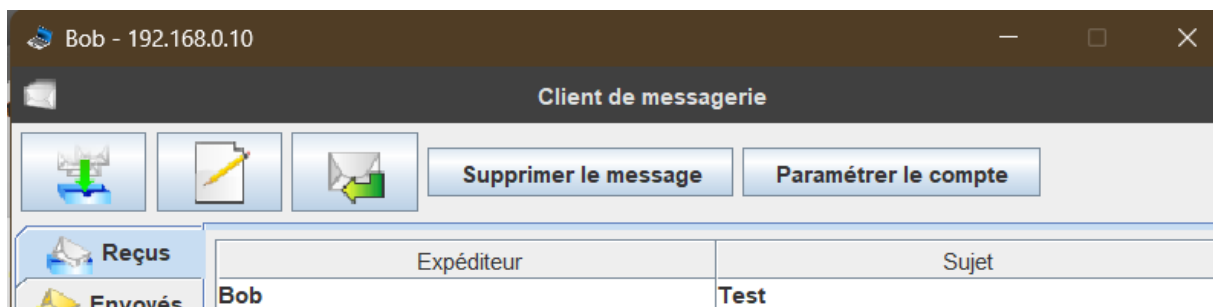 Bob - 192.168.0.10
Client de messagerie
Supprimer le message Paramétrer le compte
Reçus
Expéditeur Sujet
Envoyés
Bob Test